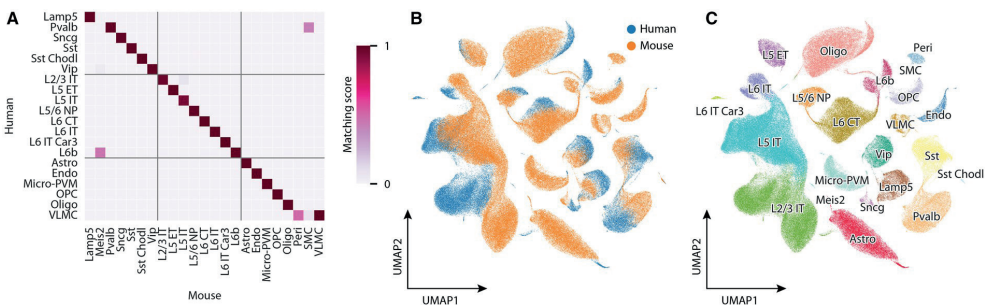 A
Lamp5
Pvalb
Sncg
Sst
Sst Chodl
Vip
L2/3 IT
L5 ET
L5 IT
L5/6 NP
L6 CT
L6 IT
L6 IT Car3
L6b
Astro
Endo
Micro-PVM
OPC
Oligo
VLMC
Human
Lamp5
Meis2
Pvalb
Sncg
Sst
Sst Chodl
Vip
L2/3 IT
L5 ET
L5 IT
L5/6 NP
L6 CT
L6 IT
L6 IT Car3
L6b
Astro
Endo
Micro-PVM
OPC
Oligo
Peri
SMC
VLMC
Mouse
1
0
Matching score
B
Human
Mouse
UMAP2
UMAP1
C
L5 ET
Oligo
Peri
SMC
L6b
L6 IT
L5/6 NP
OPC
L6 IT Car3
Endo
L6 CT
VLMC
L5 IT
Vip
Sst
Sst Chodl
Micro-PVM
Lamp5
Meis2
Sncg
L2/3 IT
Pvalb
Astro
UMAP2
UMAP1